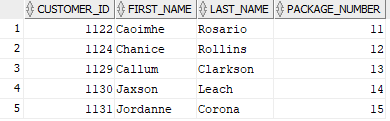 CUSTOMER_ID FIRST_NAME LAST_NAME PACKAGE_NUMBER
1 1122 Caoimhe Rosario 11
2 1124 Chanice Rollins 12
3 1129 Callum Clarkson 13
4 1130 Jaxson Leach 14
5 1131 Jordanne Corona 15